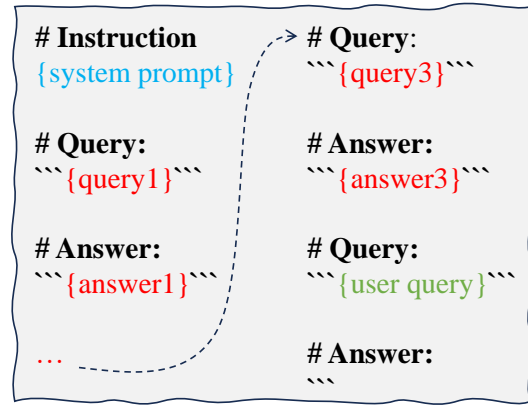 # Instruction
{system prompt}
# Query:
```{query1}```
# Answer:
```{answer1}```
…
# Query:
```{query3}```
# Answer:
```{answer3}```
# Query:
```{user query}```
# Answer:
```